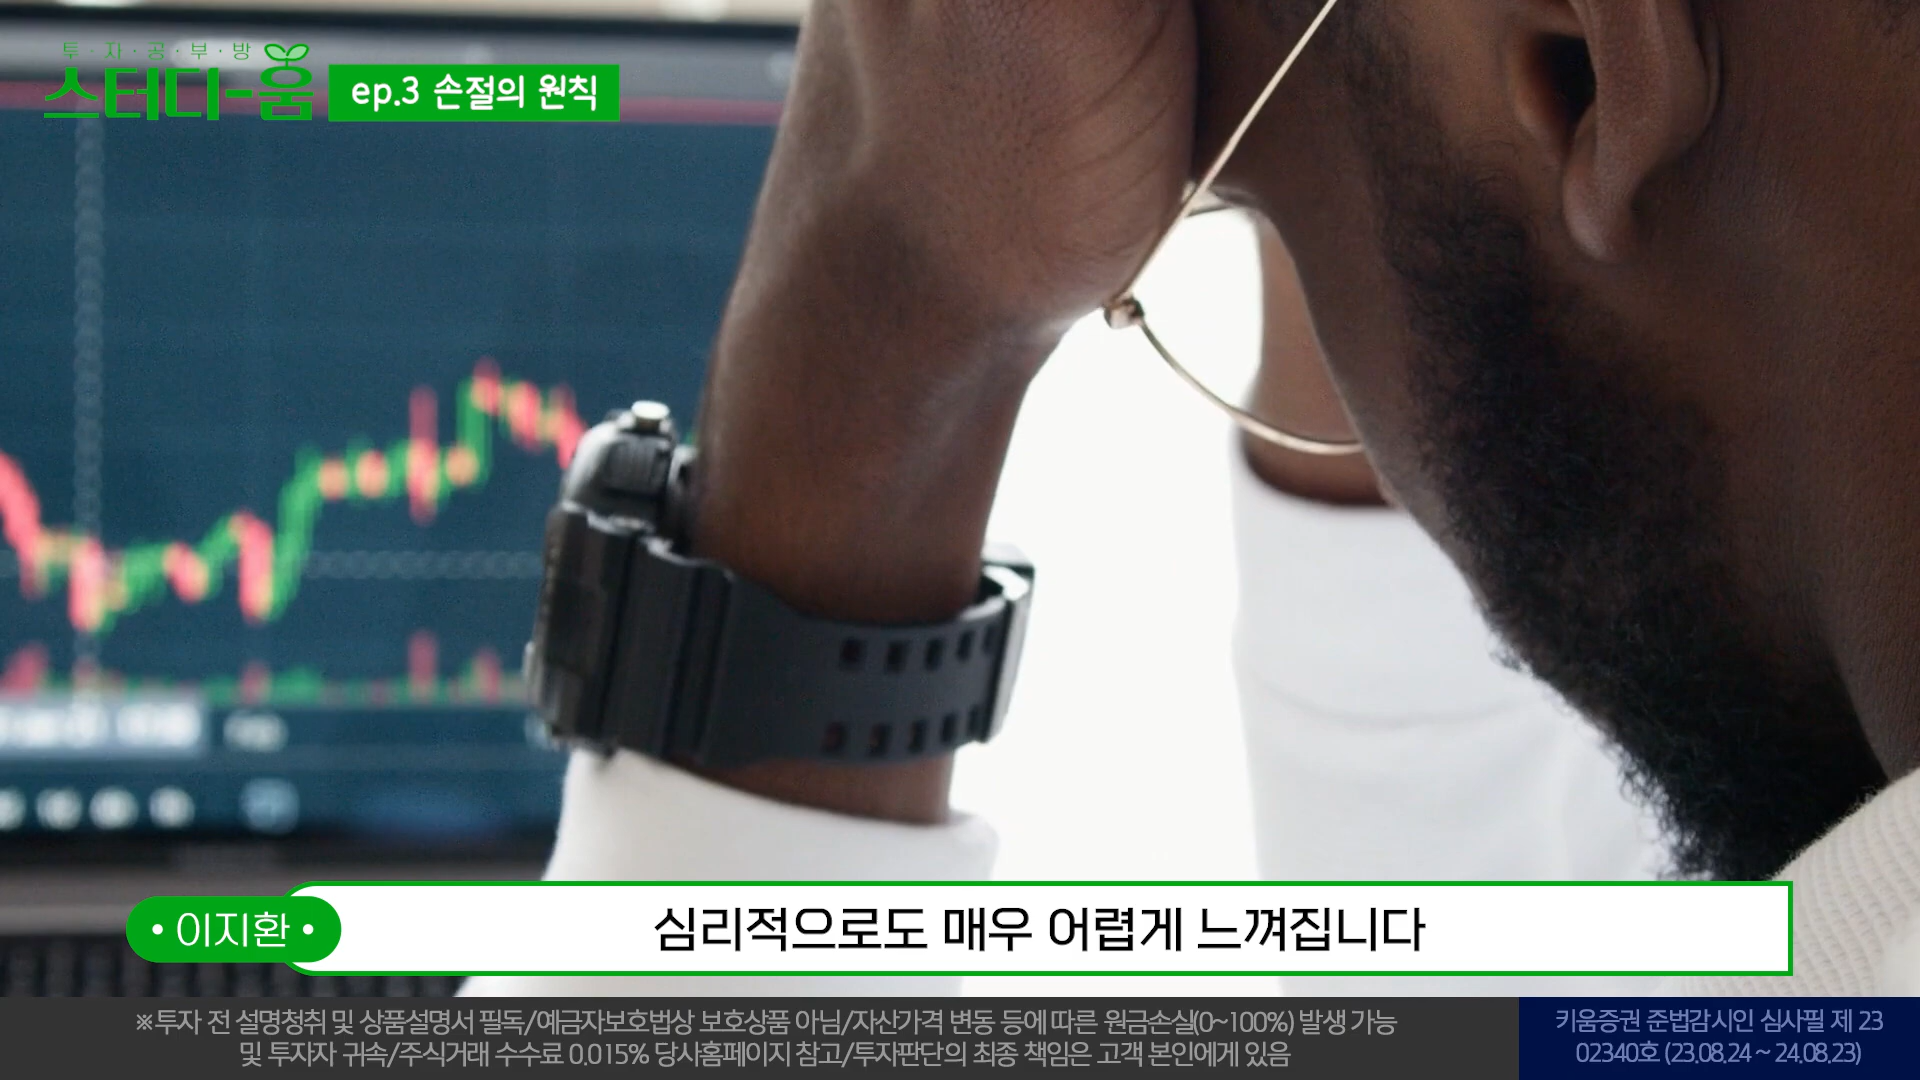 투·자·공·부·방
스터디-움
ep.3 손절의 원칙
• 이지환 •
심리적으로도 매우 어렵게 느껴집니다
※투자 전 설명청취 및 상품설명서 필독/예금자보호법상 보호상품 아님/자산가격 변동 등에 따른 원금손실(0~100%) 발생 가능
및 투자자 귀속/주식거래 수수료 0.015% 당사홈페이지 참고/투자판단의 최종 책임은 고객 본인에게 있음
키움증권 준법감시인 심사필 제 23
02340호 (23.08.24 ~ 24.08.23)